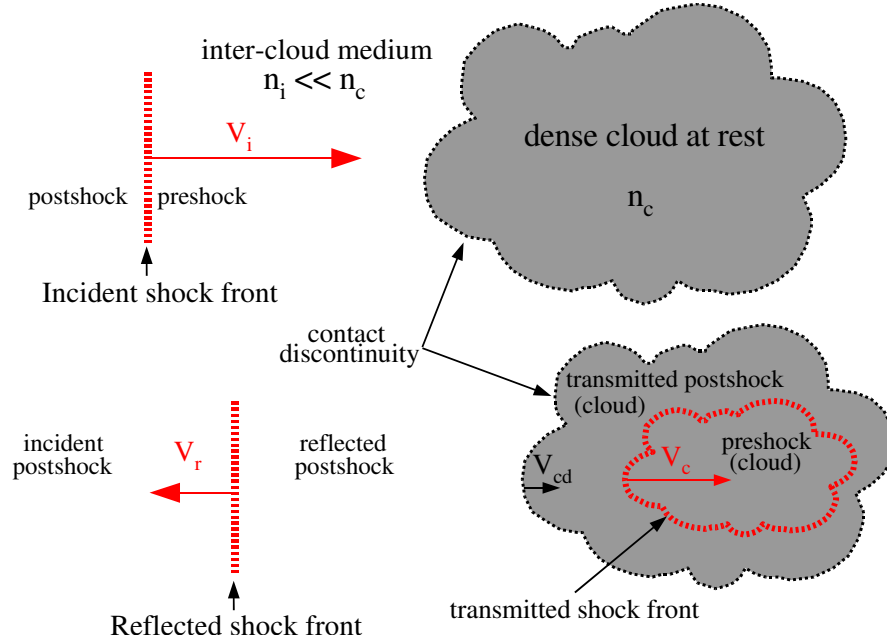 inter-cloud medium
n_i << n_c
V_i
dense cloud at rest
n_c
postshock
preshock
Incident shock front
contact
discontinuity
transmitted postshock
(cloud)
incident
postshock
V_r
reflected
postshock
V_cd
V_c
preshock
(cloud)
transmitted shock front
Reflected shock front